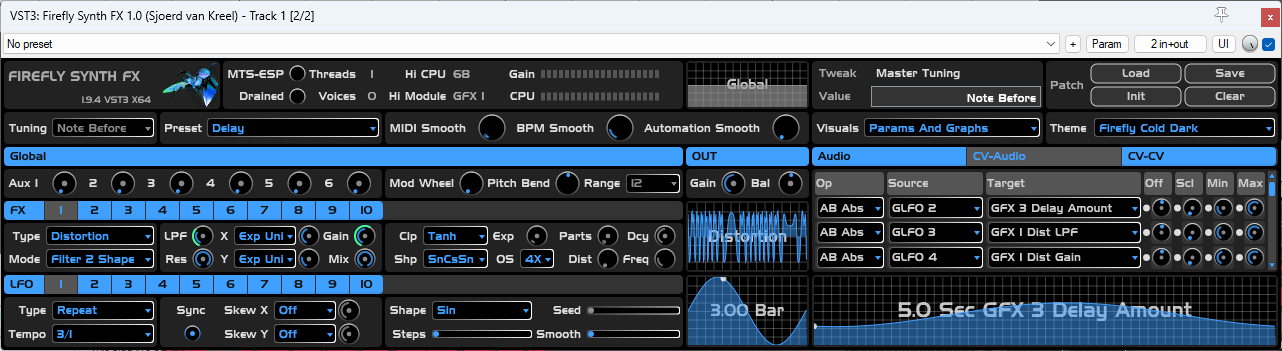 VST3: Firefly Synth FX 1.0 (Sjoerd van Kreel) - Track 1 [2/2]
No preset + Param 2 in+out UI
FIREFLY SYNTH FX MTS-ESP Threads 1 Hi CPU 68 Gain Global Tweak Master Tuning Patch Load Save
1.9.4 VST3 X64 Drained Voices 0 Hi Module GFX 1 CPU Value Note Before Init Clear
Tuning Note Before Preset Delay MIDI Smooth BPM Smooth Automation Smooth Visuals Params And Graphs Theme Firefly Cold Dark
Global OUT Audio CV-Audio CV-CV
Aux 1 2 3 4 5 6 Mod Wheel Pitch Bend Range 12 Gain Bal Op Source Target Off Scl Min Max
FX 1 2 3 4 5 6 7 8 9 10 AB Abs GLFO 2 GFX 3 Delay Amount
Type Distortion LPF X Exp Uni Gain Clp Tanh Exp Parts Dcy Distortion AB Abs GLFO 3 GFX 1 Dist LPF
Mode Filter 2 Shape Res Y Exp Uni Mix Shp SnCsSn OS 4X Dist Freq AB Abs GLFO 4 GFX 1 Dist Gain
LFO 1 2 3 4 5 6 7 8 9 10
Type Repeat Sync Skew X Off Shape Sin Seed 3.00 Bar 5.0 Sec GFX 3 Delay Amount
Tempo 3/1 Skew Y Off Steps Smooth